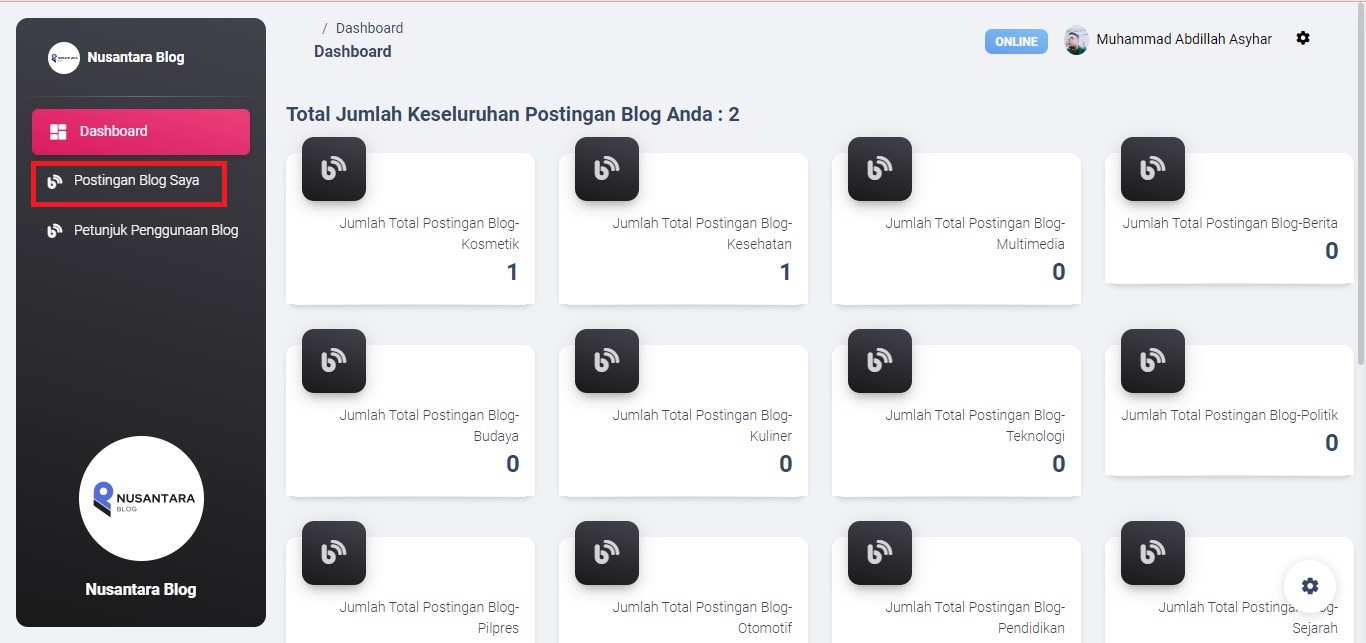 Nusantara Blog
Dashboard
Postingan Blog Saya
Petunjuk Penggunaan Blog
NUSANTARA
BLOG
Nusantara Blog
/ Dashboard
Dashboard
ONLINE
Muhammad Abdillah Asyhar
Total Jumlah Keseluruhan Postingan Blog Anda : 2
Jumlah Total Postingan Blog-
Kosmetik
1
Jumlah Total Postingan Blog-
Kesehatan
1
Jumlah Total Postingan Blog-
Multimedia
0
Jumlah Total Postingan Blog-Berita
0
Jumlah Total Postingan Blog-
Budaya
0
Jumlah Total Postingan Blog-
Kuliner
0
Jumlah Total Postingan Blog-
Teknologi
0
Jumlah Total Postingan Blog-Politik
0
Jumlah Total Postingan Blog-
Pilpres
Jumlah Total Postingan Blog-
Otomotif
Jumlah Total Postingan Blog-
Pendidikan
Jumlah Total
Sejarah